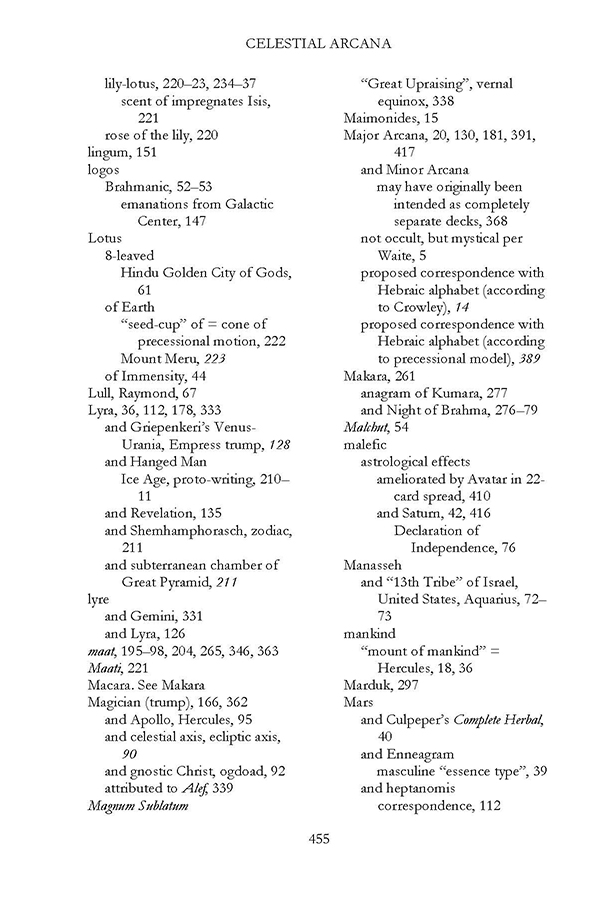 CELESTIAL ARCANA
lily-lotus, 220–23, 234–37
scent of impregnates Isis,
221
rose of the lily, 220
lingum, 151
logos
Brahmanic, 52–53
emanations from Galactic
Center, 147
Lotus
8-leaved
Hindu Golden City of Gods,
61
of Earth
“seed-cup” of = cone of
precessional motion, 222
Mount Meru, 223
of Immensity, 44
Lull, Raymond, 67
Lyra, 36, 112, 178, 333
and Griepenkeri’s Venus-
Urania, Empress trump, 128
and Hanged Man
Ice Age, proto-writing, 210–
11
and Revelation, 135
and Shemhamphorasch, zodiac,
211
and subterranean chamber of
Great Pyramid, 211
lyre
and Gemini, 331
and Lyra, 126
maat, 195–98, 204, 265, 346, 363
Maati, 221
Macara. See Makara
Magician (trump), 166, 362
and Apollo, Hercules, 95
and celestial axis, ecliptic axis,
90
and gnostic Christ, ogdoad, 92
attributed to Alef, 339
Magnum Sublatum
“Great Upraising”, vernal
equinox, 338
Maimonides, 15
Major Arcana, 20, 130, 181, 391,
417
and Minor Arcana
may have originally been
intended as completely
separate decks, 368
not occult, but mystical per
Waite, 5
proposed correspondence with
Hebraic alphabet (according
to Crowley), 14
proposed correspondence with
Hebraic alphabet (according
to precessional model), 389
Makara, 261
anagram of Kumara, 277
and Night of Brahma, 276–79
Malchut, 54
malefic
astrological effects
ameliorated by Avatar in 22-
card spread, 410
and Saturn, 42, 416
Declaration of
Independence, 76
Manasseh
and “13th Tribe” of Israel,
United States, Aquarius, 72–
73
mankind
“mount of mankind” =
Hercules, 18, 36
Marduk, 297
Mars
and Culpeper’s Complete Herbal,
40
and Enneagram
masculine “essence type”, 39
and heptanomis
correspondence, 112
455